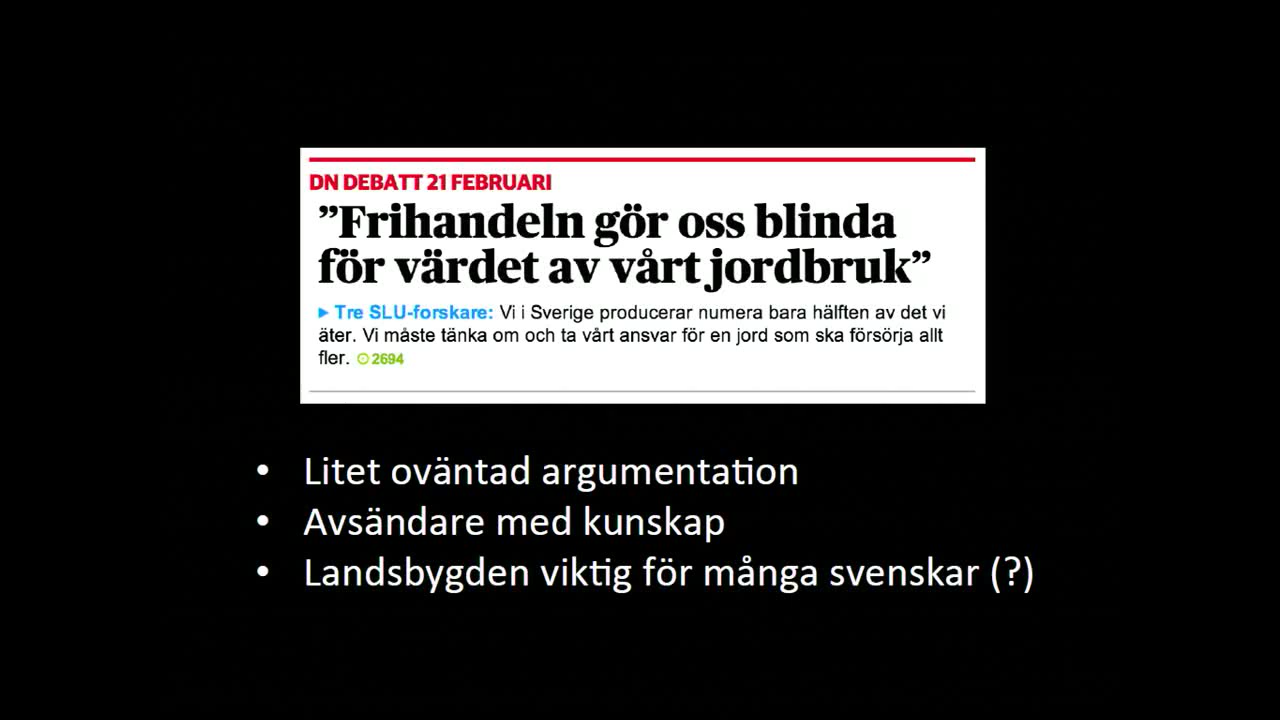 DN DEBATT 21 FEBRUARI
”Frihandeln gör oss blinda
för värdet av vårt jordbruk”
▸ Tre SLU-forskare: Vi i Sverige producerar numera bara hälften av det vi
äter. Vi måste tänka om och ta vårt ansvar för en jord som ska försörja allt
fler. 2694
• Litet oväntad argumentation
• Avsändare med kunskap
• Landsbygden viktig för många svenskar (?)